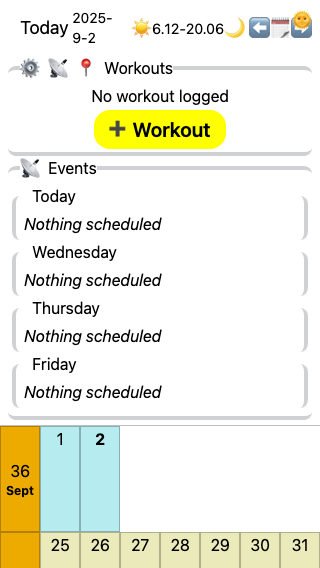 Today 2025-9-2 ☀️6.12-20.06🌙
Workouts
No workout logged
➕ Workout
Events
Today
Nothing scheduled
Wednesday
Nothing scheduled
Thursday
Nothing scheduled
Friday
Nothing scheduled
36 1 2
Sept
25 26 27 28 29 30 31